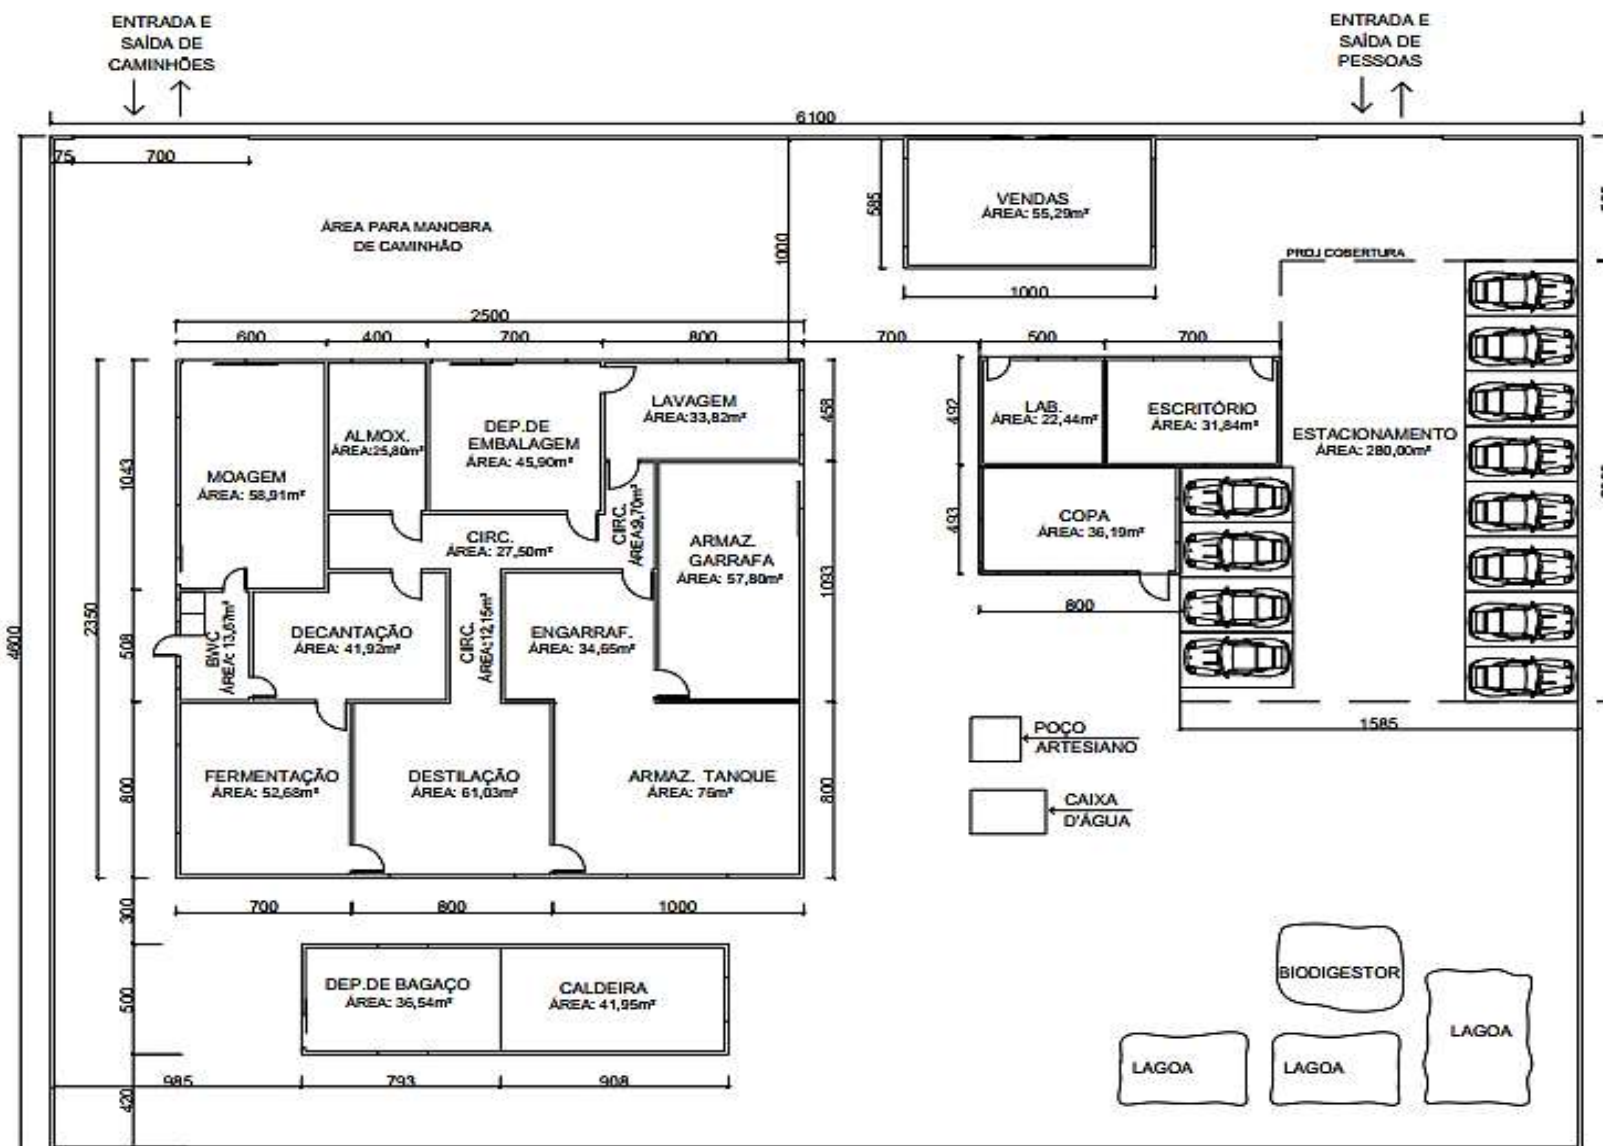 ENTRADA E
SAÍDA DE
CAMINHÕES
ENTRADA E
SAÍDA DE
PESSOAS
6100
75
700
ÁREA PARA MANOBRA
DE CAMINHÃO
1000
585
VENDAS
ÁREA: 55,29m²
1000
PROJ COBERTURA
2500
600
400
700
800
700
500
700
MOAGEM
ÁREA: 58,91m²
ALMOX.
ÁREA:25,80m²
DEP.DE
EMBALAGEM
ÁREA: 45,90m²
LAVAGEM
ÁREA:33,82m²
458
492
LAB.
ÁREA: 22,44m²
ESCRITÓRIO
ÁREA: 31,84m²
ESTACIONAMENTO
ÁREA: 280,00m²
1043
CIRC.
ÁREA: 27,50m²
CIRC.
ÁREA:9,70m²
ARMAZ.
GARRAFA
ÁREA: 57,80m²
1093
493
COPA
ÁREA: 36,19m²
800
4600
2350
508
BWC
ÁREA: 13,67m²
DECANTAÇÃO
ÁREA: 41,92m²
CIRC.
ÁREA:12,15m²
ENGARRAF.
ÁREA: 34,65m²
1585
POÇO
ARTESIANO
CAIXA
D'ÁGUA
800
FERMENTAÇÃO
ÁREA: 52,68m²
DESTILAÇÃO
ÁREA: 61,03m²
ARMAZ. TANQUE
ÁREA: 76m²
800
300
700
800
1000
500
DEP.DE BAGAÇO
ÁREA: 36,54m²
CALDEIRA
ÁREA: 41,95m²
BIODIGESTOR
LAGOA
LAGOA
LAGOA
985
793
908
420